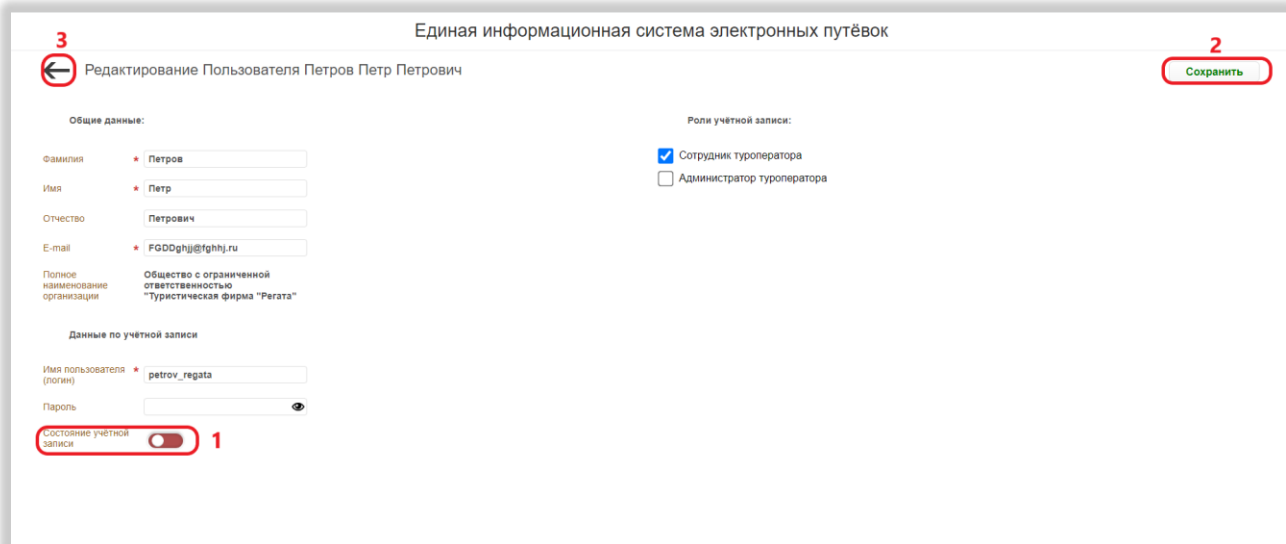 Единая информационная система электронных путёвок
3
2
Редактирование Пользователя Петров Петр Петрович
Сохранить
Общие данные:
Роли учётной записи:
Фамилия * Петров
Сотрудник туроператора
Имя * Петр
Администратор туроператора
Отчество Петрович
E-mail * FGDDghjj@fghhj.ru
Полное
наименование
организации
Общество с ограниченной
ответственностью
"Туристическая фирма "Регата"
Данные по учётной записи
Имя пользователя *
(логин)
petrov_regata
Пароль
Состояние учётной
записи
1